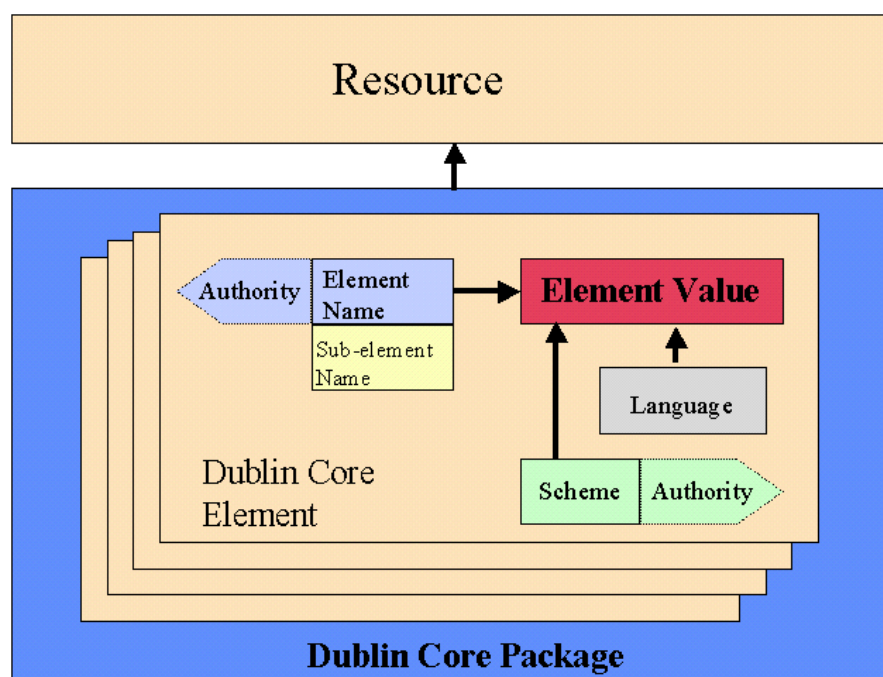 Resource
Authority
Element
Name
Element Value
Sub-element
Name
Language
Dublin Core
Element
Scheme
Authority
Dublin Core Package